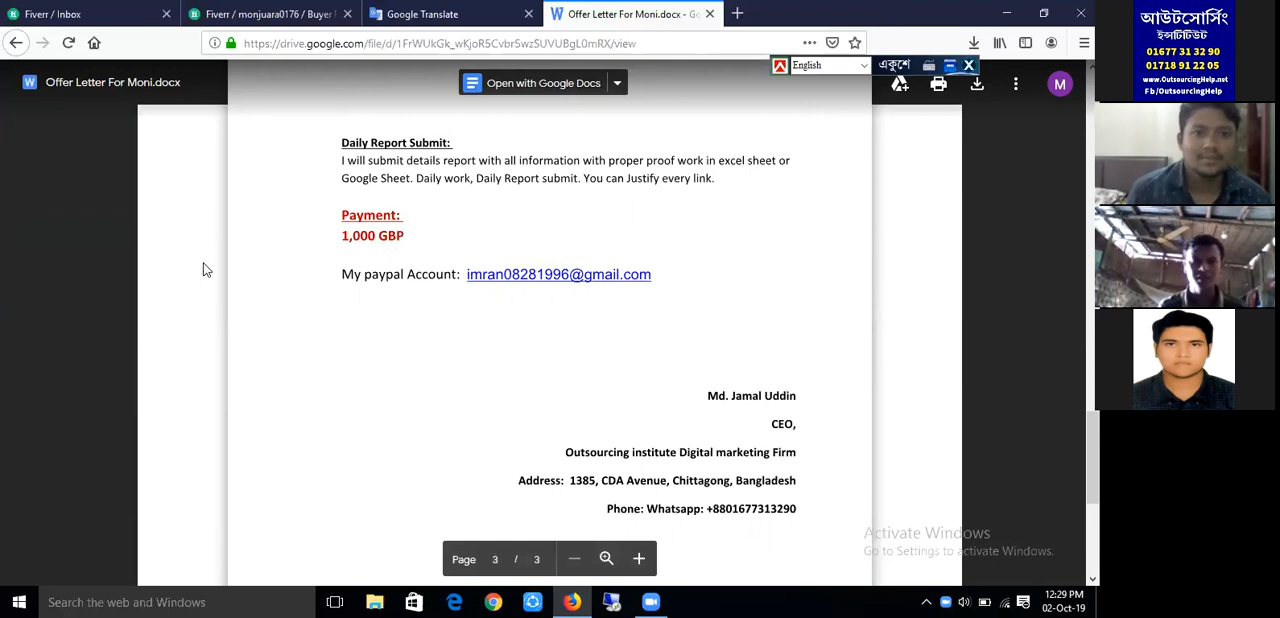 Fiverr / Inbox
Fiverr / monjuara0176 / Buyer
Google Translate
Offer Letter For Moni.docx - Go
https://drive.google.com/file/d/1FrWUkGk_wKjoR5Cvbr5wzSUVUBgL0mRX/view
English
একুশে
Offer Letter For Moni.docx
Open with Google Docs
M
Daily Report Submit:
I will submit details report with all information with proper proof work in excel sheet or
Google Sheet. Daily work, Daily Report submit. You can Justify every link.
Payment:
1,000 GBP
My paypal Account: imran08281996@gmail.com
Md. Jamal Uddin
CEO,
Outsourcing institute Digital marketing Firm
Address: 1385, CDA Avenue, Chittagong, Bangladesh
Phone: Whatsapp: +8801677313290
Activate Windows
Go to Settings to activate Windows.
Page 3 / 3
Search the web and Windows
12:29 PM
02-Oct-19
আউটসোর্সিং
ইন্সটিটিউট
01677 31 32 90
01718 91 22 05
www.OutsourcingHelp.net
Fb/OutsourcingHelp